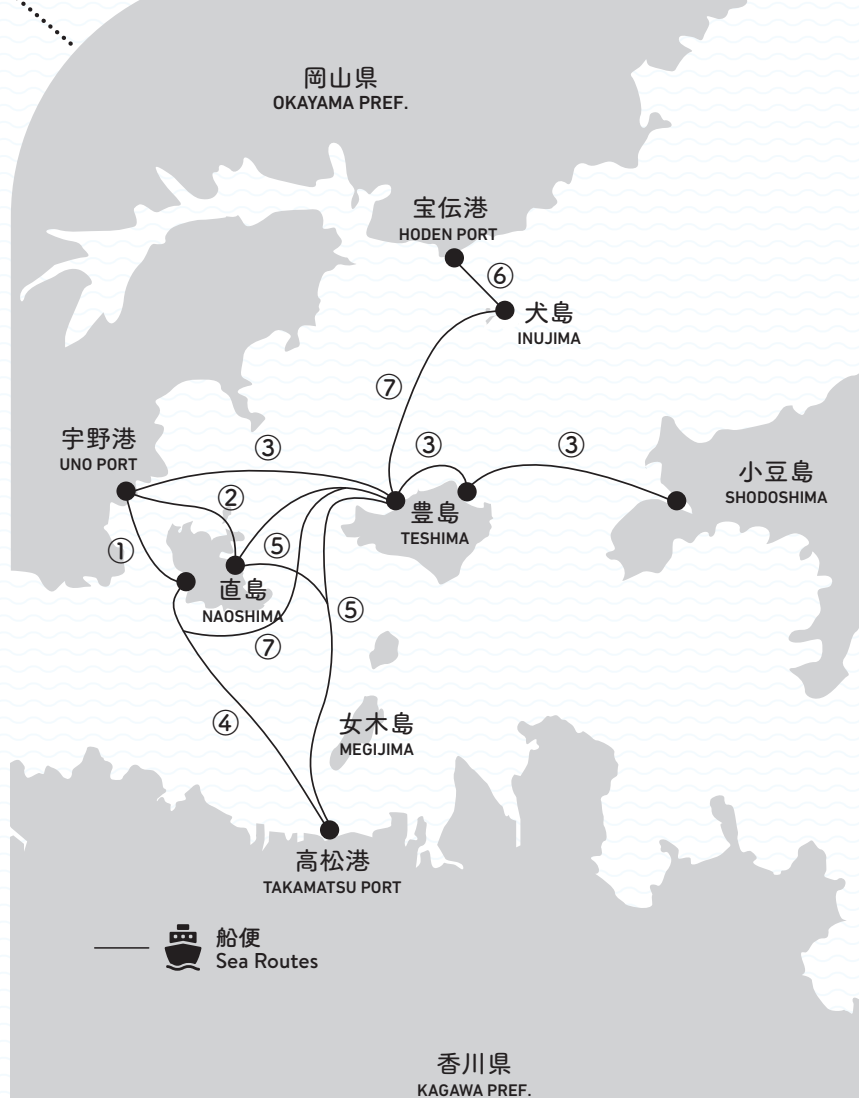 岡山県
OKAYAMA PREF.
宝伝港
HODEN PORT
⑥
犬島
INUJIMA
⑦
宇野港
UNO PORT
③
③
③
小豆島
SHODOSHIMA
②
豊島
TESHIMA
①
⑤
直島
NAOSHIMA
⑤
⑦
④
女木島
MEGIJIMA
高松港
TAKAMATSU PORT
船便
Sea Routes
香川県
KAGAWA PREF.